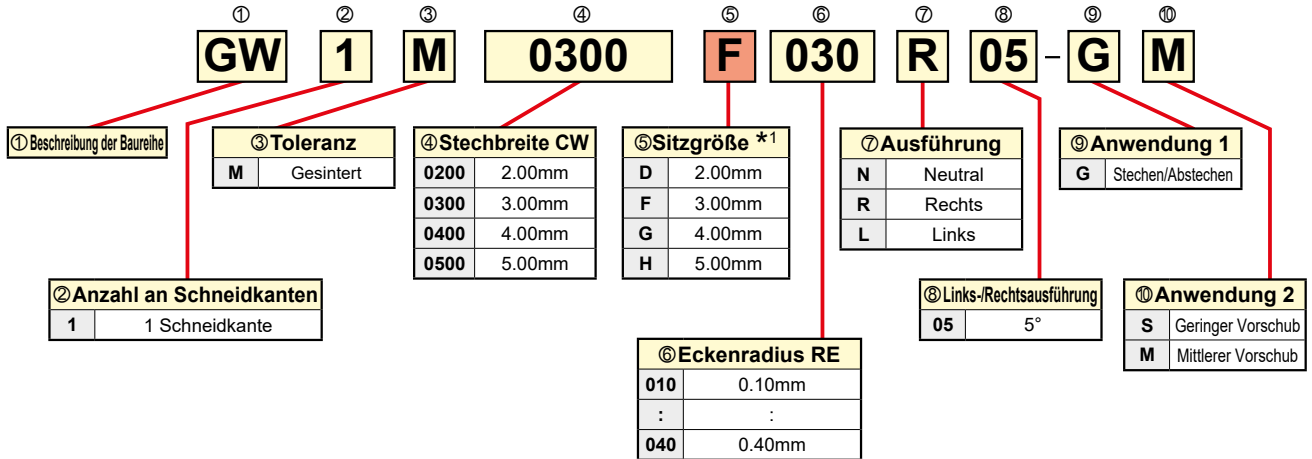 ① ② ③ ④ ⑤ ⑥ ⑦ ⑧ ⑨ ⑩
GW 1 M 0300 F 030 R 05 – G M
① Beschreibung der Baureihe
③Toleranz
M Gesintert
④Stechbreite CW
0200 2.00mm
0300 3.00mm
0400 4.00mm
0500 5.00mm
⑤Sitzgröße *1
D 2.00mm
F 3.00mm
G 4.00mm
H 5.00mm
⑦Ausführung
N Neutral
R Rechts
L Links
⑨Anwendung 1
G Stechen/Abstechen
②Anzahl an Schneidkanten
1 1 Schneidkante
⑧Links-/Rechtsausführung
05 5°
⑩Anwendung 2
S Geringer Vorschub
M Mittlerer Vorschub
⑥Eckenradius RE
010 0.10mm
: :
040 0.40mm